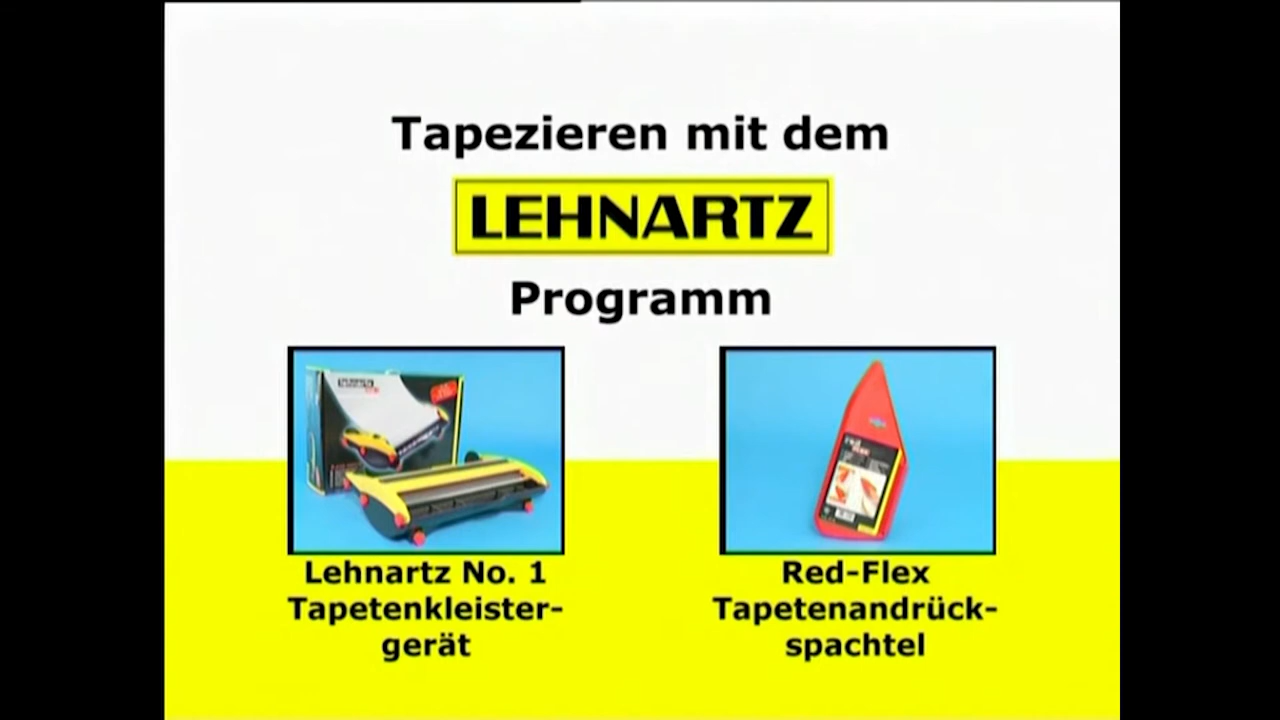 Tapezieren mit dem
LEHNARTZ
Programm
Lehnartz No. 1
Tapetenkleister-
gerät
Red-Flex
Tapetenandrück-
spachtel